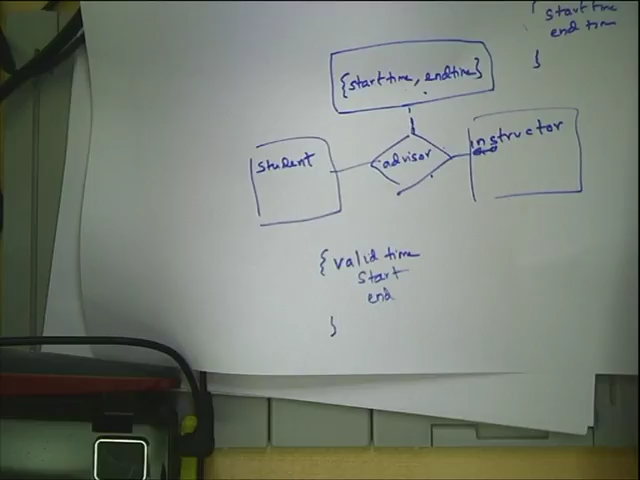 {
start time
end time
}
{start time, end time}
student
advisor
instructor
{ valid time
start
end
}